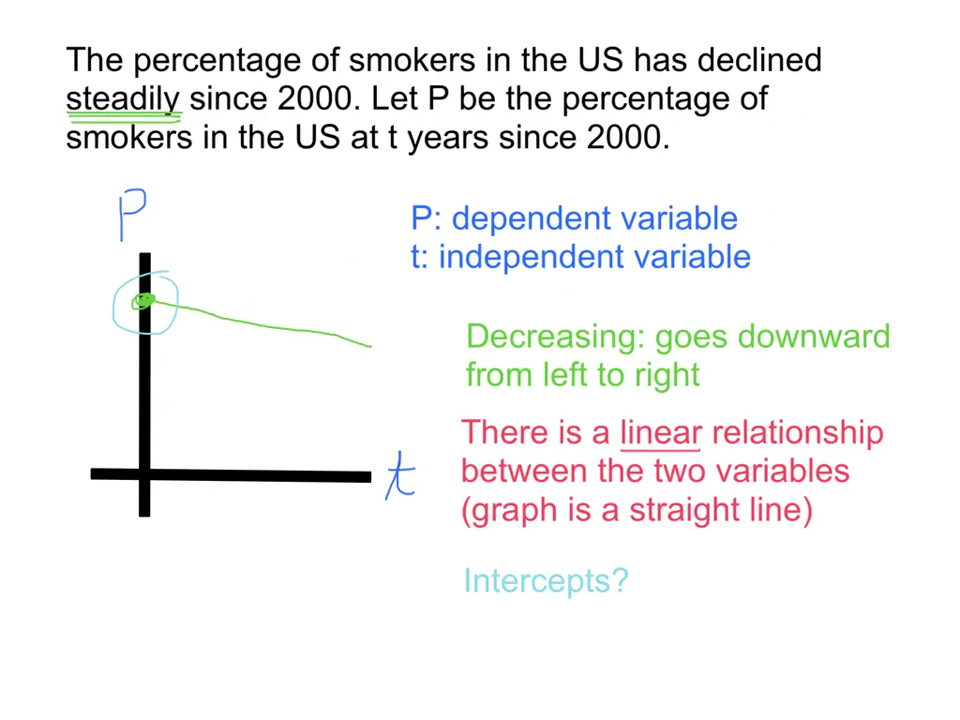 The percentage of smokers in the US has declined
steadily since 2000. Let P be the percentage of
smokers in the US at t years since 2000.
P
P: dependent variable
t: independent variable
Decreasing: goes downward
from left to right
There is a linear relationship
between the two variables
(graph is a straight line)
t
Intercepts?